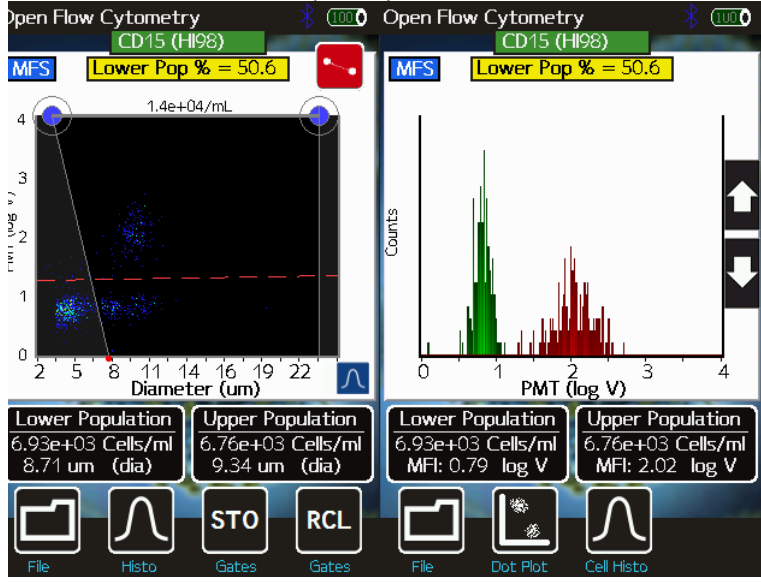 Open Flow Cytometry
100
CD15 (HI98)
MFS
Lower Pop % = 50.6
1.4e+04/mL
4
3
2
1
0
PMT (log V)
2 5 8 11 14 16 19 22
Diameter (um)
Lower Population
6.93e+03 Cells/ml
8.71 um (dia)
Upper Population
6.76e+03 Cells/ml
9.34 um (dia)
File
Histo
STO
Gates
RCL
Gates
Open Flow Cytometry
100
CD15 (HI98)
MFS
Lower Pop % = 50.6
Counts
0 1 2 3 4
PMT (log V)
Lower Population
6.93e+03 Cells/ml
MFI: 0.79 log V
Upper Population
6.76e+03 Cells/ml
MFI: 2.02 log V
File
Dot Plot
Cell Histo